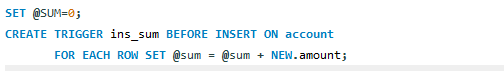 SET @SUM=0;
CREATE TRIGGER ins_sum BEFORE INSERT ON account
FOR EACH ROW SET @sum = @sum + NEW.amount;